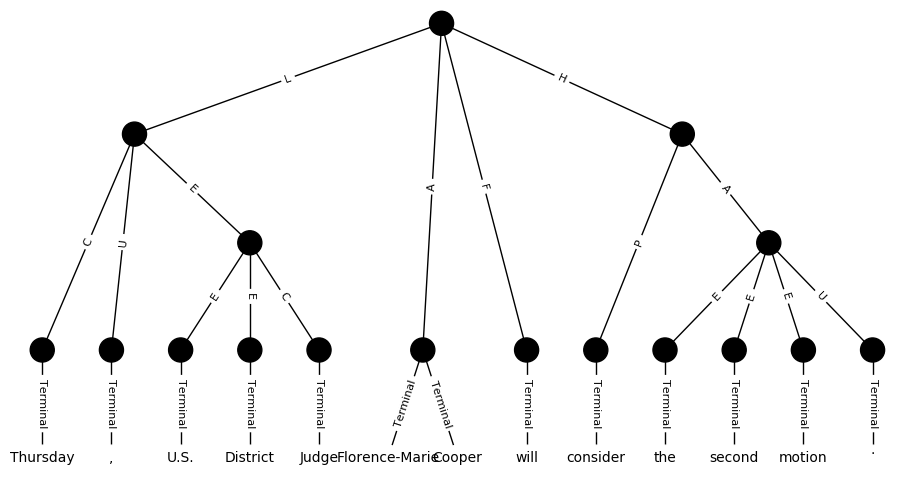 L H
A F
E A
C U P
E E C E E E U
Terminal Terminal Terminal Terminal Terminal Terminal Terminal Terminal Terminal Terminal Terminal Terminal Terminal
Thursday , U.S. District Judge Florence-Marie Cooper will consider the second motion .